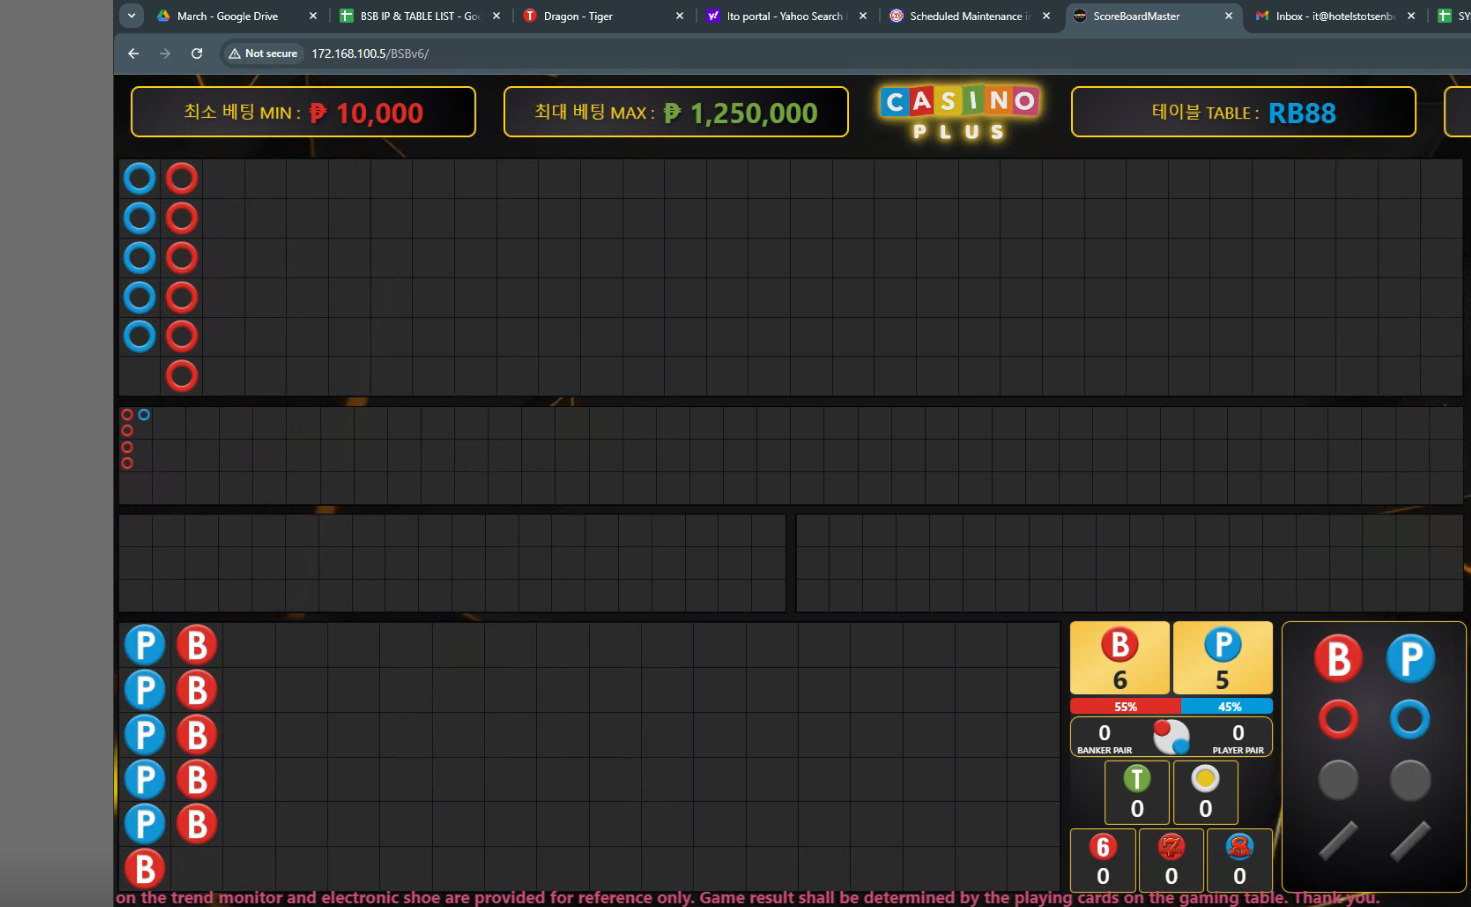 March - Google Drive
BSB IP & TABLE LIST - Goo
Dragon - Tiger
Ito portal - Yahoo Search
Scheduled Maintenance in
ScoreBoardMaster
Inbox - it@hotelstotsenb
SY
Not secure
172.168.100.5/BSBv6/
최소 베팅 MIN : ₱ 10,000
최대 베팅 MAX : ₱ 1,250,000
CASINO
PLUS
테이블 TABLE : RB88
P B
P B
P B
P B
P B
B
B P
6 5
55% 45%
0 0
BANKER PAIR PLAYER PAIR
T
0 0
6 7 8
0 0 0
B P
on the trend monitor and electronic shoe are provided for reference only. Game result shall be determined by the playing cards on the gaming table. Thank you.